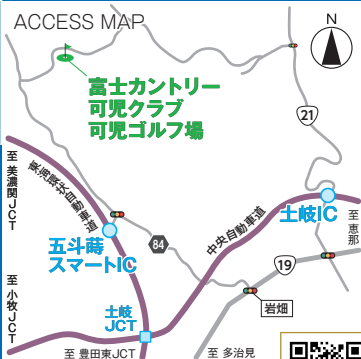 ACCESS MAP
N
富士カントリー
可児クラブ
可児ゴルフ場
21
至 美濃関JCT
東海環状自動車道
84
中央自動車道
土岐IC
至 恵那
五斗蒔
スマートIC
19
岩畑
至 小牧JCT
土岐
JCT
至 豊田東JCT
至 多治見